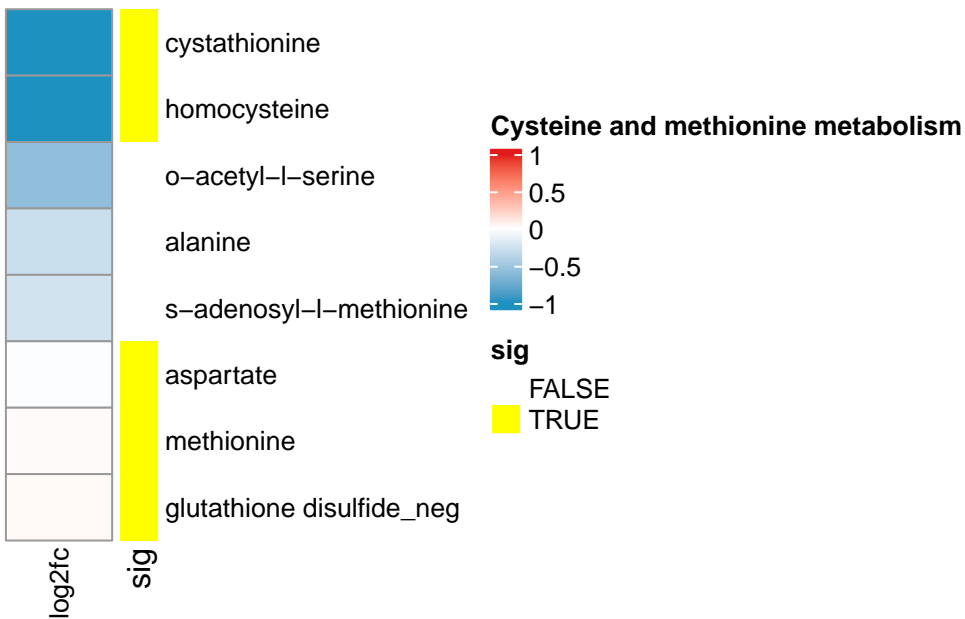 cystathionine
homocysteine
o−acetyl−l−serine
alanine
s−adenosyl−l−methionine
aspartate
methionine
glutathione disulfide_neg
log2fc
sig
Cysteine and methionine metabolism
1
0.5
0
−0.5
−1
sig
FALSE
TRUE